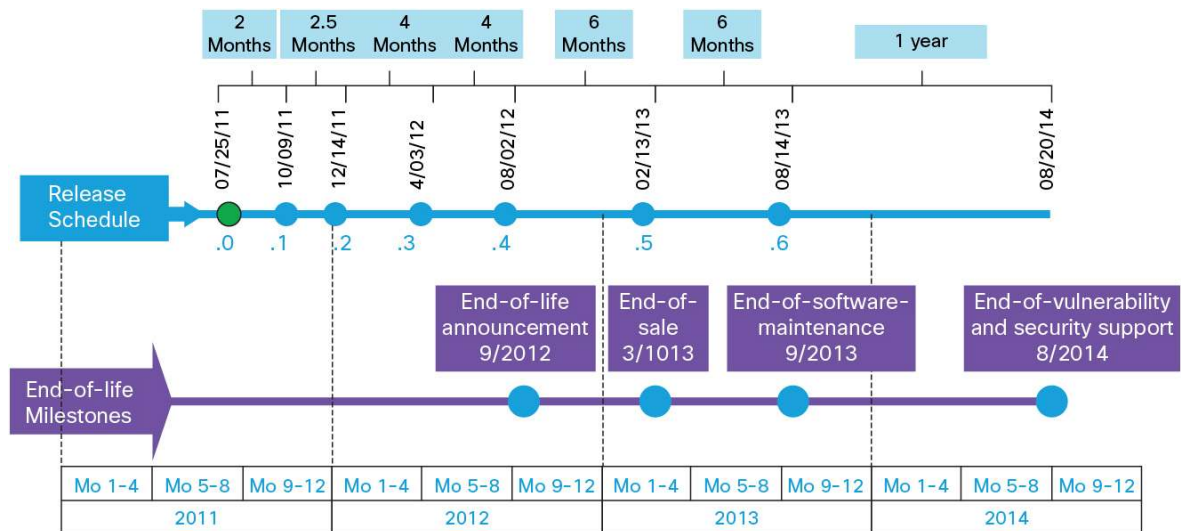 2
Months
2.5
Months
4
Months
4
Months
6
Months
6
Months
1 year
07/25/11
10/09/11
12/14/11
4/03/12
08/02/12
02/13/13
08/14/13
08/20/14
Release
Schedule
.0
.1
.2
.3
.4
.5
.6
End-of-life
announcement
9/2012
End-of-
sale
3/1013
End-of-software-
maintenance
9/2013
End-of-vulnerability
and security support
8/2014
End-of-life
Milestones
Mo 1-4
Mo 5-8
Mo 9-12
Mo 1-4
Mo 5-8
Mo 9-12
Mo 1-4
Mo 5-8
Mo 9-12
Mo 1-4
Mo 5-8
Mo 9-12
2011
2012
2013
2014